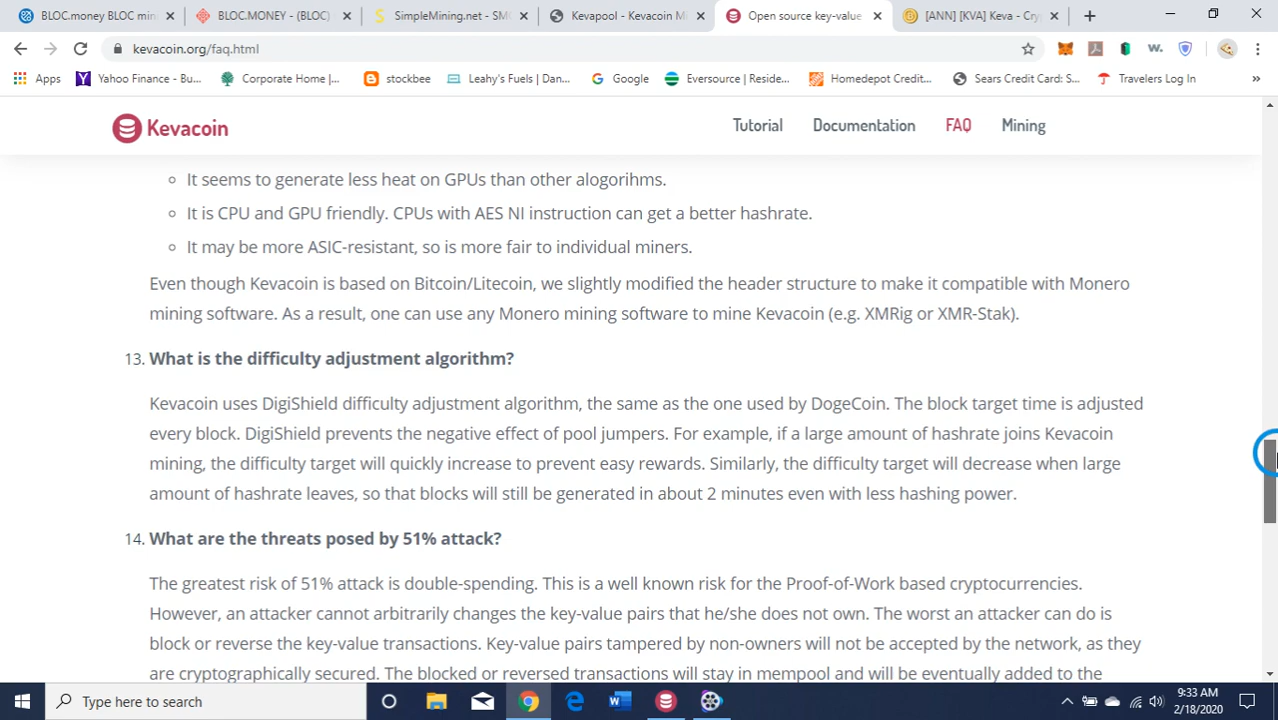 BLOC.money BLOC min
BLOC.MONEY - (BLOC)
SimpleMining.net - SM
Kevapool - Kevacoin M
Open source key-value
[ANN] [KVA] Keva - Cry
kevacoin.org/faq.html
Apps
Yahoo Finance - Bu...
Corporate Home |...
stockbee
Leahy's Fuels | Dan...
Google
Eversource | Reside...
Homedepot Credit...
Sears Credit Card: S...
Travelers Log In
»
Kevacoin
Tutorial
Documentation
FAQ
Mining
It seems to generate less heat on GPUs than other alogorihms.
It is CPU and GPU friendly. CPUs with AES NI instruction can get a better hashrate.
It may be more ASIC-resistant, so is more fair to individual miners.
Even though Kevacoin is based on Bitcoin/Litecoin, we slightly modified the header structure to make it compatible with Monero
mining software. As a result, one can use any Monero mining software to mine Kevacoin (e.g. XMRig or XMR-Stak).
13. What is the difficulty adjustment algorithm?
Kevacoin uses DigiShield difficulty adjustment algorithm, the same as the one used by DogeCoin. The block target time is adjusted
every block. DigiShield prevents the negative effect of pool jumpers. For example, if a large amount of hashrate joins Kevacoin
mining, the difficulty target will quickly increase to prevent easy rewards. Similarly, the difficulty target will decrease when large
amount of hashrate leaves, so that blocks will still be generated in about 2 minutes even with less hashing power.
14. What are the threats posed by 51% attack?
The greatest risk of 51% attack is double-spending. This is a well known risk for the Proof-of-Work based cryptocurrencies.
However, an attacker cannot arbitrarily changes the key-value pairs that he/she does not own. The worst an attacker can do is
block or reverse the key-value transactions. Key-value pairs tampered by non-owners will not be accepted by the network, as they
are cryptographically secured. The blocked or reversed transactions will stay in mempool and will be eventually added to the
Type here to search
9:33 AM
2/18/2020